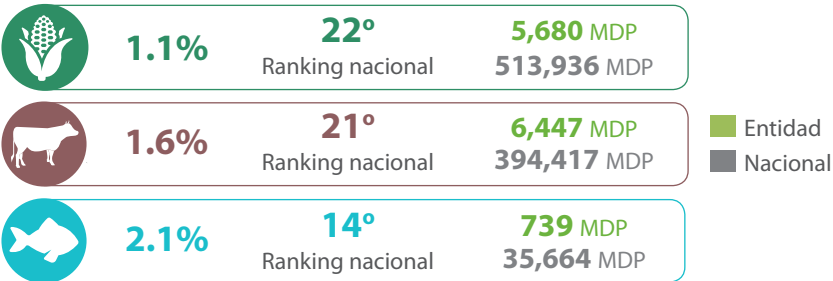 1.1%
22º
Ranking nacional
5,680 MDP
513,936 MDP
1.6%
21º
Ranking nacional
6,447 MDP
394,417 MDP
Entidad
Nacional
2.1%
14º
Ranking nacional
739 MDP
35,664 MDP